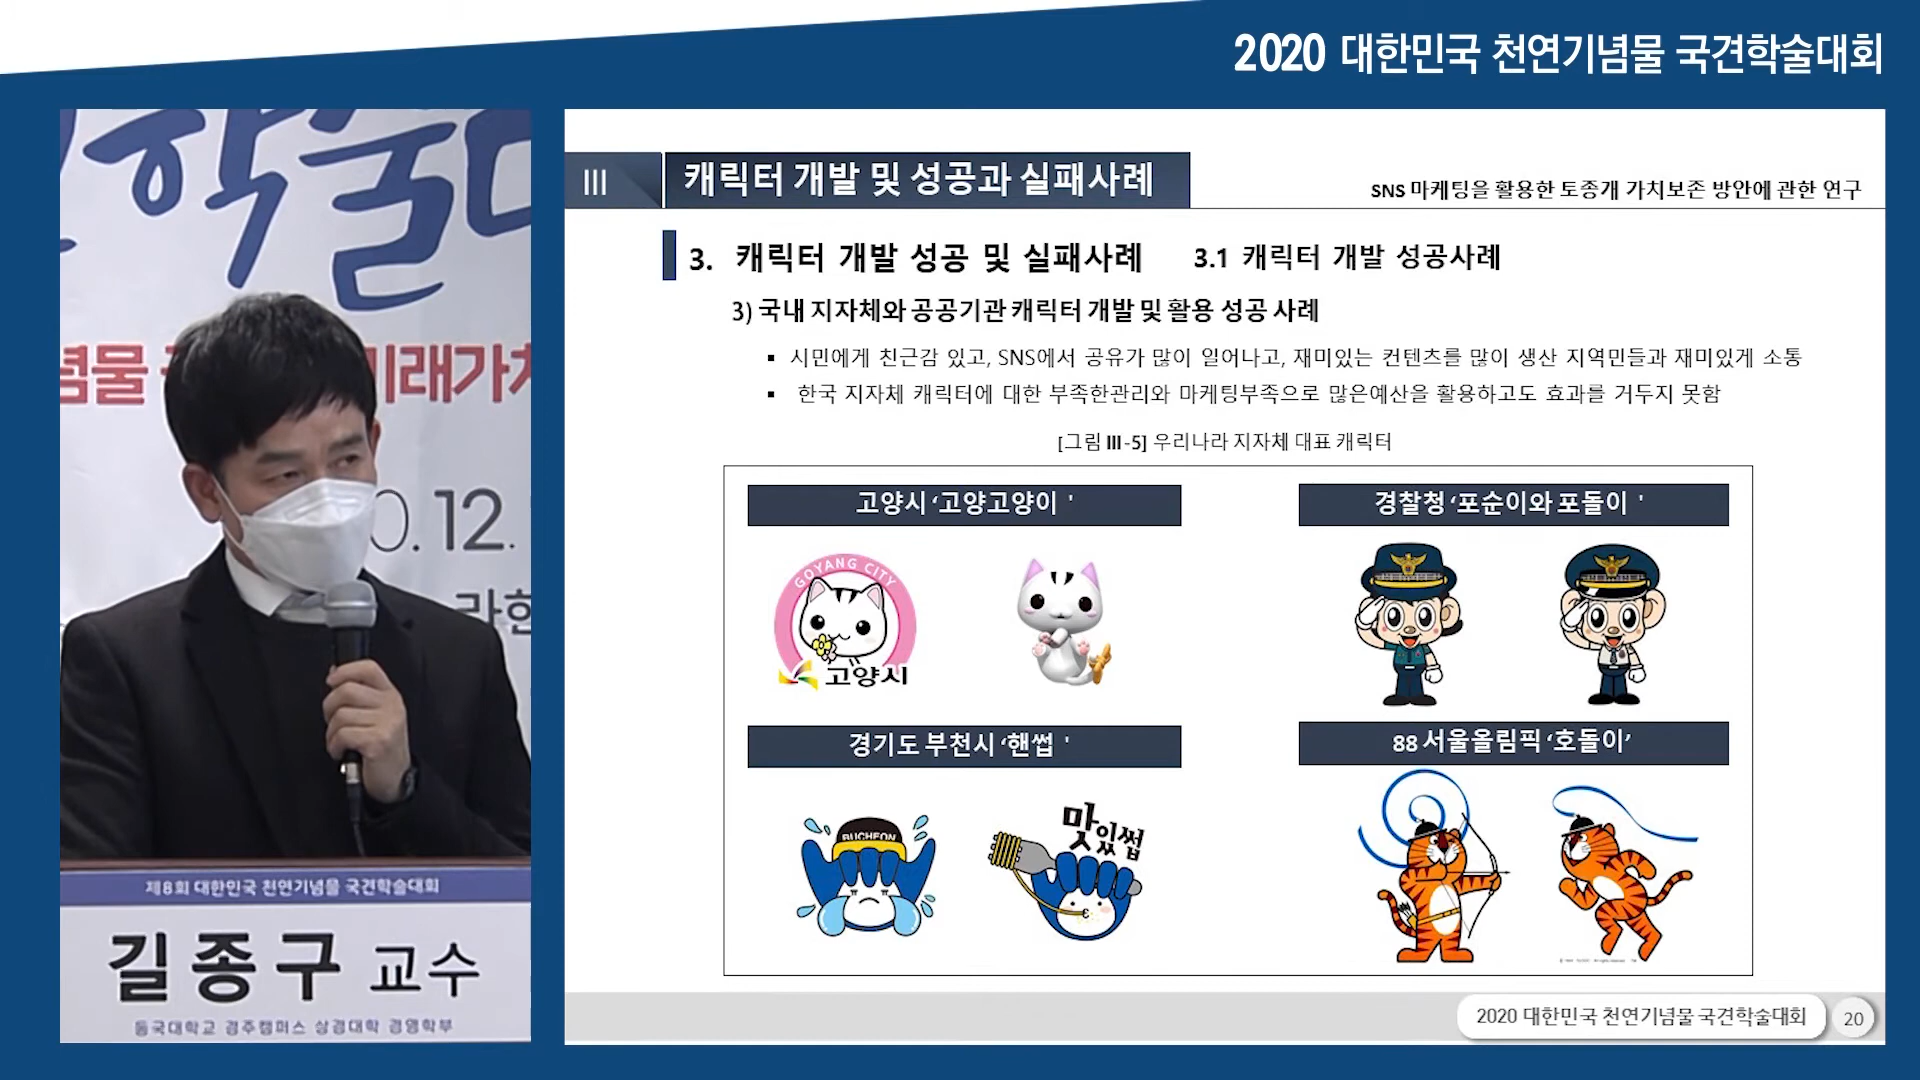 2020 대한민국 천연기념물 국견학술대회
학술대
념물
미래가치
0. 12.
라한
제8회 대한민국 천연기념물 국견학술대회
길종구 교수
동국대학교 경주캠퍼스 상경대학 경영학부
III
캐릭터 개발 및 성공과 실패사례
SNS 마케팅을 활용한 토종개 가치보존 방안에 관한 연구
3. 캐릭터 개발 성공 및 실패사례 3.1 캐릭터 개발 성공사례
3) 국내 지자체와 공공기관 캐릭터 개발 및 활용 성공 사례
▪ 시민에게 친근감 있고, SNS에서 공유가 많이 일어나고, 재미있는 컨텐츠를 많이 생산 지역민들과 재미있게 소통
▪ 한국 지자체 캐릭터에 대한 부족한관리와 마케팅부족으로 많은예산을 활용하고도 효과를 거두지 못함
[그림 III-5] 우리나라 지자체 대표 캐릭터
고양시 ‘고양고양이 '
경찰청 ‘포순이와 포돌이 '
GOYANG CITY
고양시
경기도 부천시 ‘핸썹 '
88 서울올림픽 ‘호돌이’
BUCHEON
맛있썹
2020 대한민국 천연기념물 국견학술대회
20